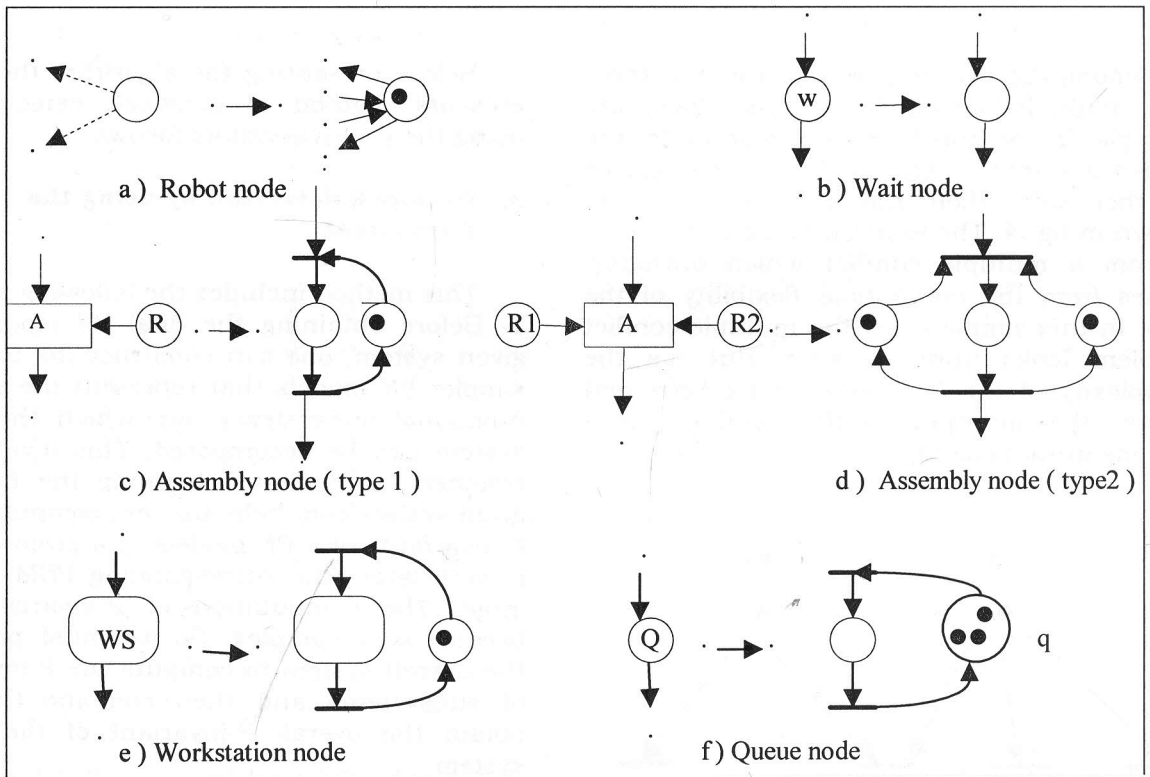 a ) Robot node
w
b ) Wait node
A
R
R1
A
R2
c ) Assembly node ( type 1 )
d ) Assembly node ( type2 )
WS
Q
q
e ) Workstation node
f ) Queue node